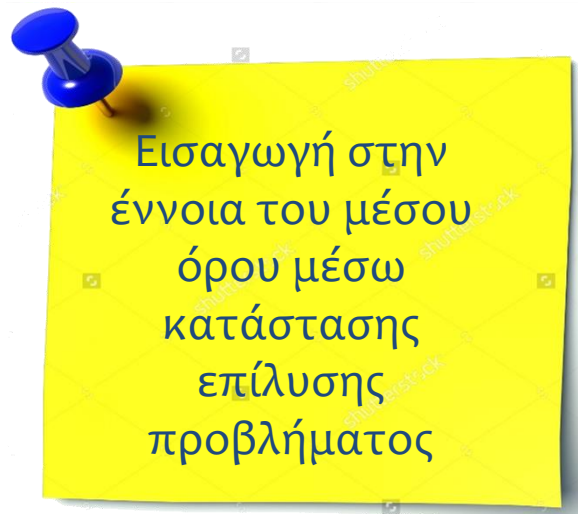 Εισαγωγή στην
έννοια του μέσου
όρου μέσω
κατάστασης
επίλυσης
προβλήματος